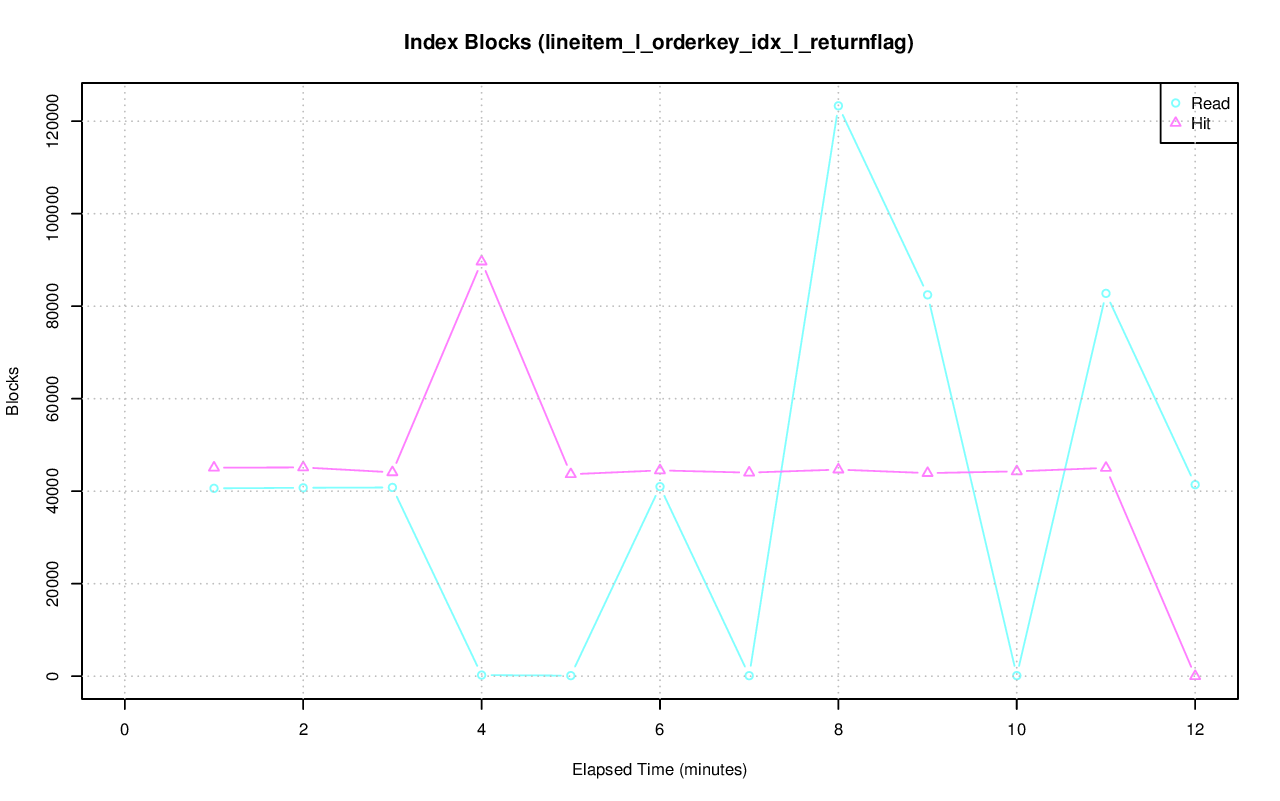 Index Blocks (lineitem_l_orderkey_idx_l_returnflag)
Read
Hit
120000
100000
80000
60000
40000
20000
0
Blocks
0 2 4 6 8 10 12
Elapsed Time (minutes)